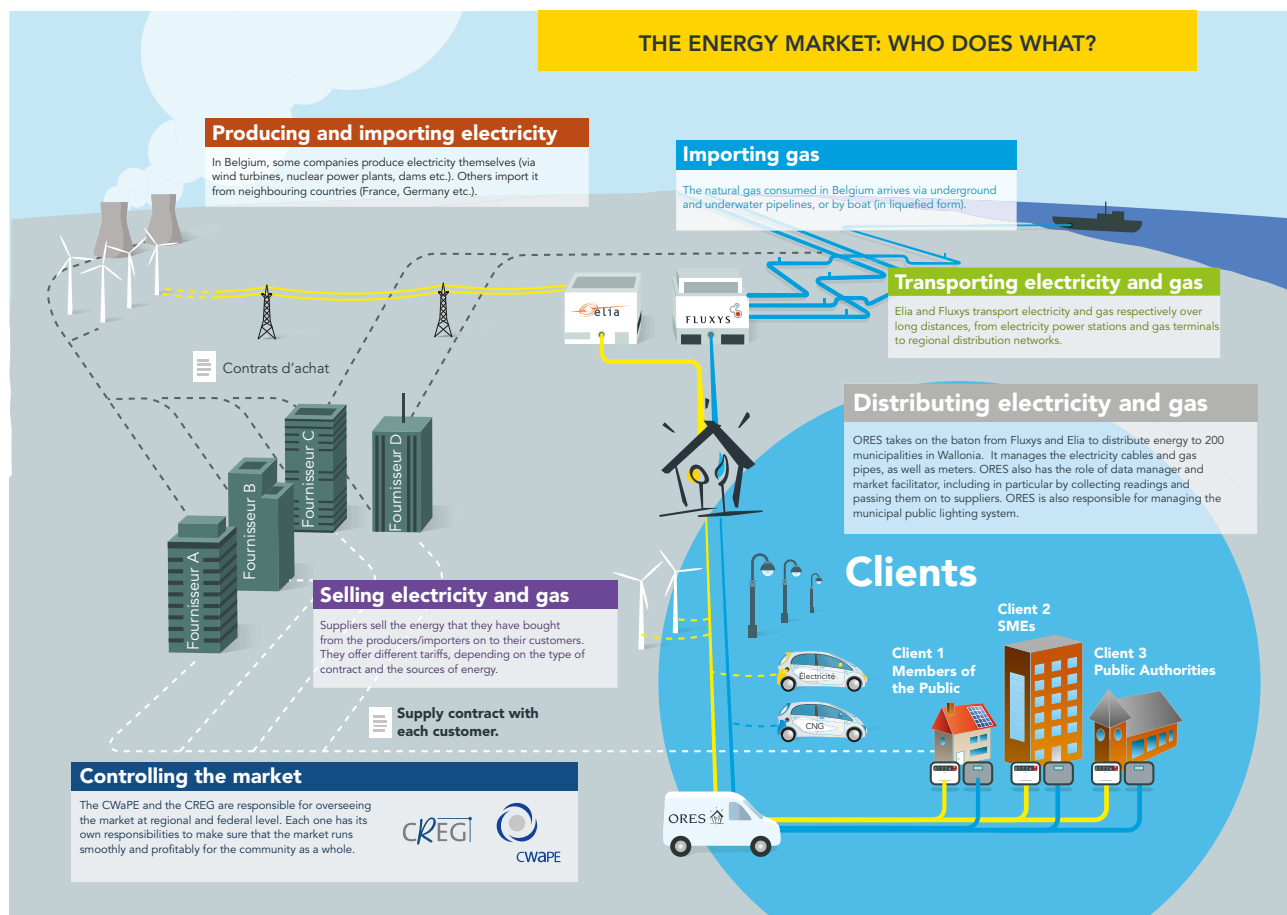 THE ENERGY MARKET: WHO DOES WHAT?
Producing and importing electricity
In Belgium, some companies produce electricity themselves (via
wind turbines, nuclear power plants, dams etc.). Others import it
from neighbouring countries (France, Germany etc.).
Importing gas
The natural gas consumed in Belgium arrives via underground
and underwater pipelines, or by boat (in liquefied form).
Transporting electricity and gas
Elia and Fluxys transport electricity and gas respectively over
long distances, from electricity power stations and gas terminals
to regional distribution networks.
elia
FLUXYS
Contrats d'achat
Distributing electricity and gas
ORES takes on the baton from Fluxys and Elia to distribute energy to 200
municipalities in Wallonia. It manages the electricity cables and gas
pipes, as well as meters. ORES also has the role of data manager and
market facilitator, including in particular by collecting readings and
passing them on to suppliers. ORES is also responsible for managing the
municipal public lighting system.
Fournisseur A
Fournisseur B
Fournisseur C
Fournisseur D
Selling electricity and gas
Suppliers sell the energy that they have bought
from the producers/importers on to their customers.
They offer different tariffs, depending on the type of
contract and the sources of energy.
Supply contract with
each customer.
Clients
Client 1
Members of
the Public
Client 2
SMEs
Client 3
Public Authorities
Électricité
CNG
ORES
Controlling the market
The CWaPE and the CREG are responsible for overseeing
the market at regional and federal level. Each one has its
own responsibilities to make sure that the market runs
smoothly and profitably for the community as a whole.
CREG
CWaPE